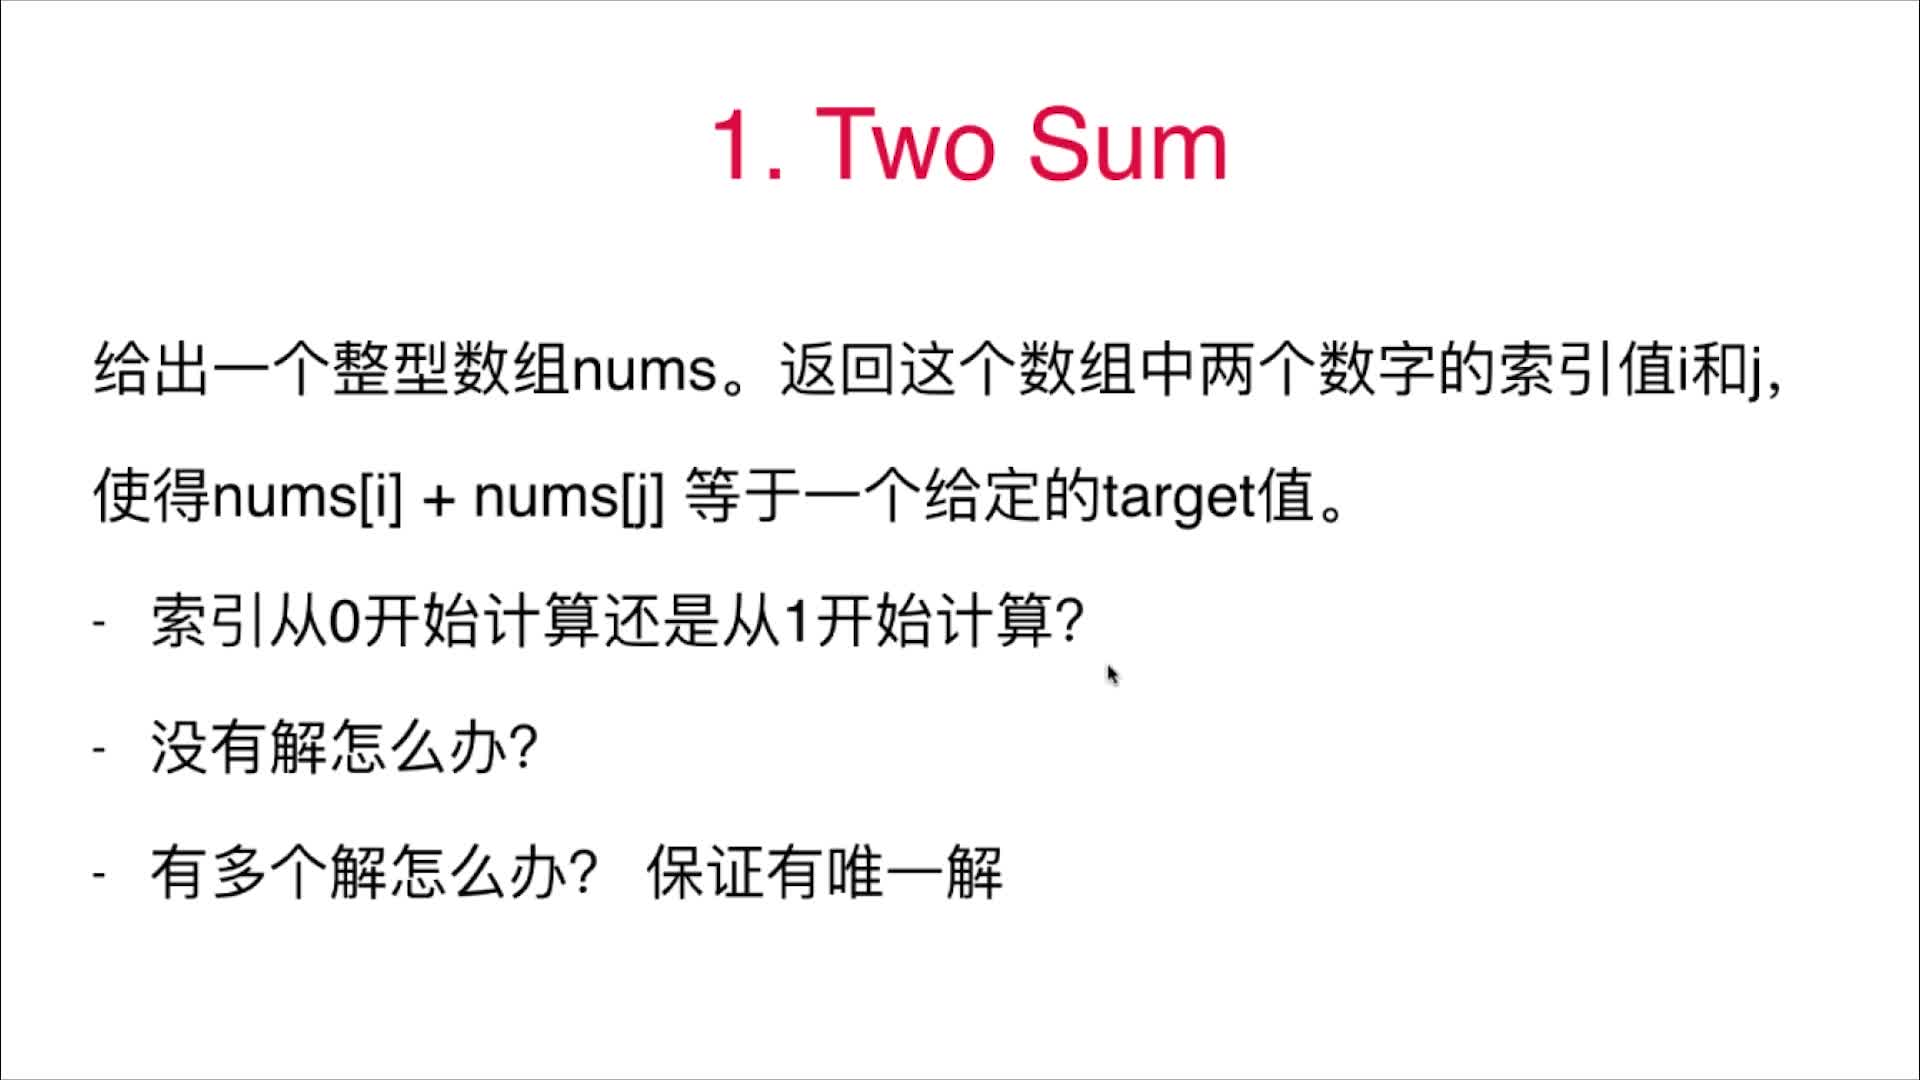 1. Two Sum
给出一个整型数组nums。返回这个数组中两个数字的索引值i和j，
使得nums[i] + nums[j] 等于一个给定的target值。
- 索引从0开始计算还是从1开始计算？
- 没有解怎么办？
- 有多个解怎么办？ 保证有唯一解